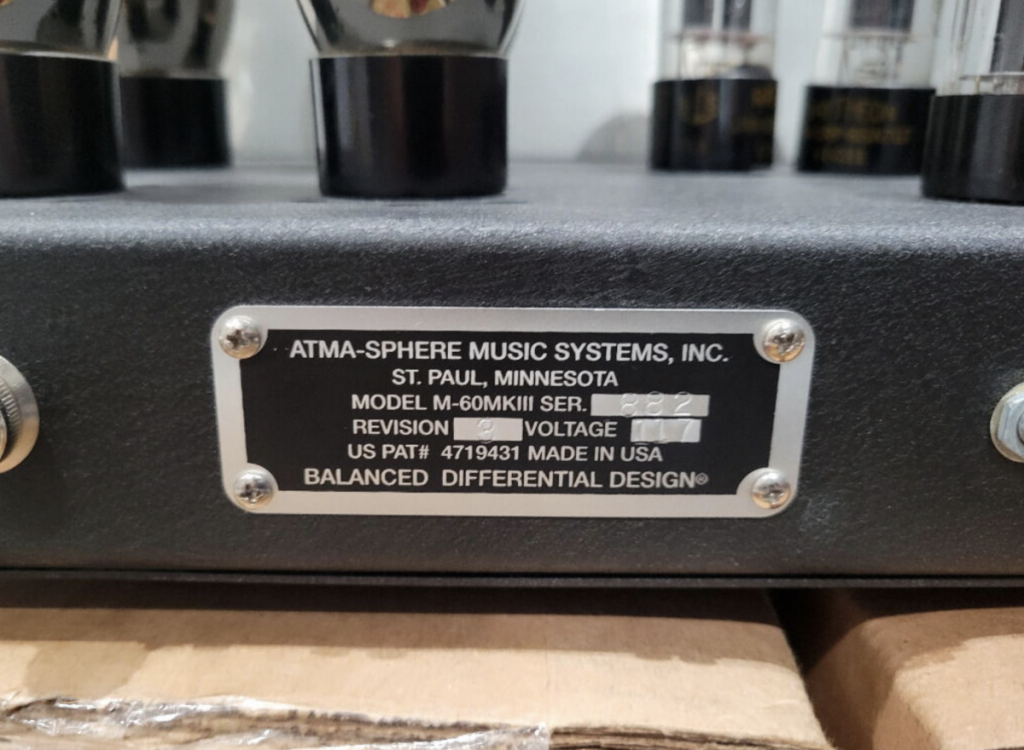 ATMA-SPHERE MUSIC SYSTEMS, INC.
ST. PAUL, MINNESOTA
MODEL M-60MKIII SER. 882
REVISION 3 VOLTAGE 117
US PAT# 4719431 MADE IN USA
BALANCED DIFFERENTIAL DESIGN®